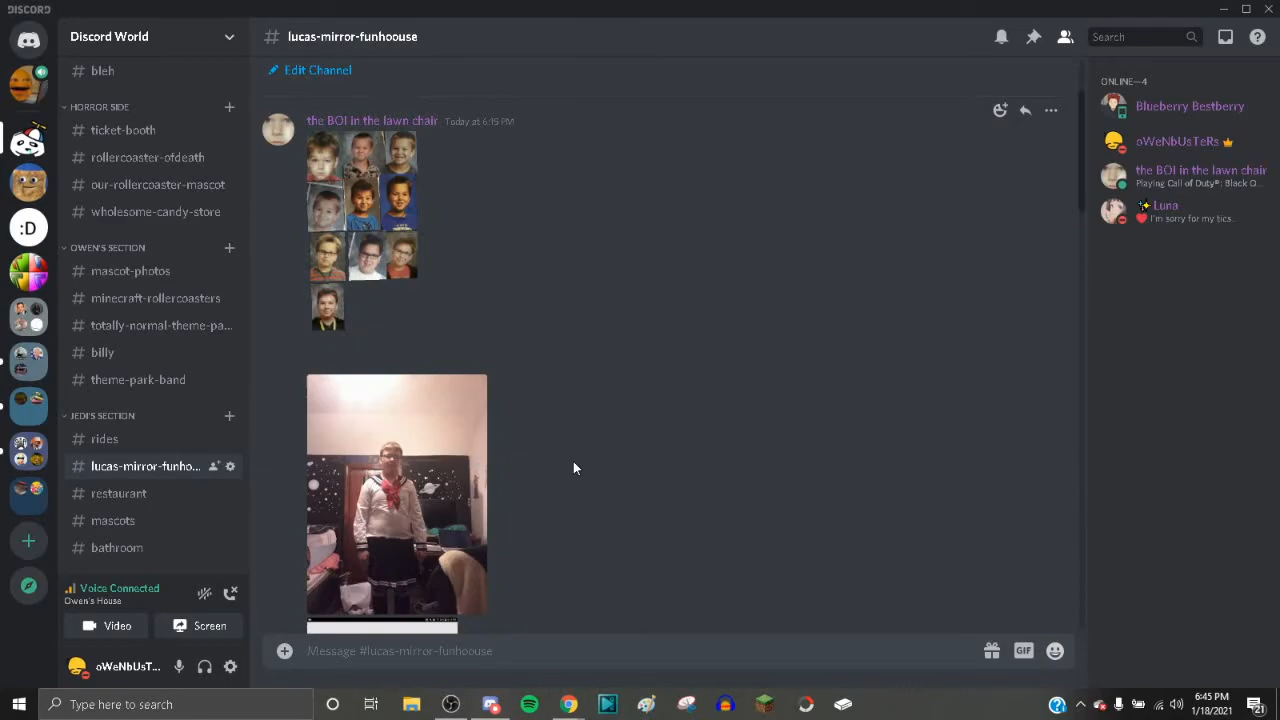 DISCORD
Discord World
bleh
HORROR SIDE
ticket-booth
rollercoaster-ofdeath
our-rollercoaster-mascot
wholesome-candy-store
OWEN'S SECTION
mascot-photos
minecraft-rollercoasters
totally-normal-theme-pa...
billy
theme-park-band
JEDI'S SECTION
rides
lucas-mirror-funho...
restaurant
mascots
bathroom
Voice Connected
Owen's House
Video
Screen
oWeNbUsT...
:D
# lucas-mirror-funhoouse
Search
Edit Channel
the BOI in the lawn chair Today at 6:15 PM
Message #lucas-mirror-funhoouse
GIF
ONLINE—4
Blueberry Bestberry
oWeNbUsTeRs
the BOI in the lawn chair
Playing Call of Duty®: Black O...
Luna
I'm sorry for my tics..
Type here to search
6:45 PM
1/18/2021
21